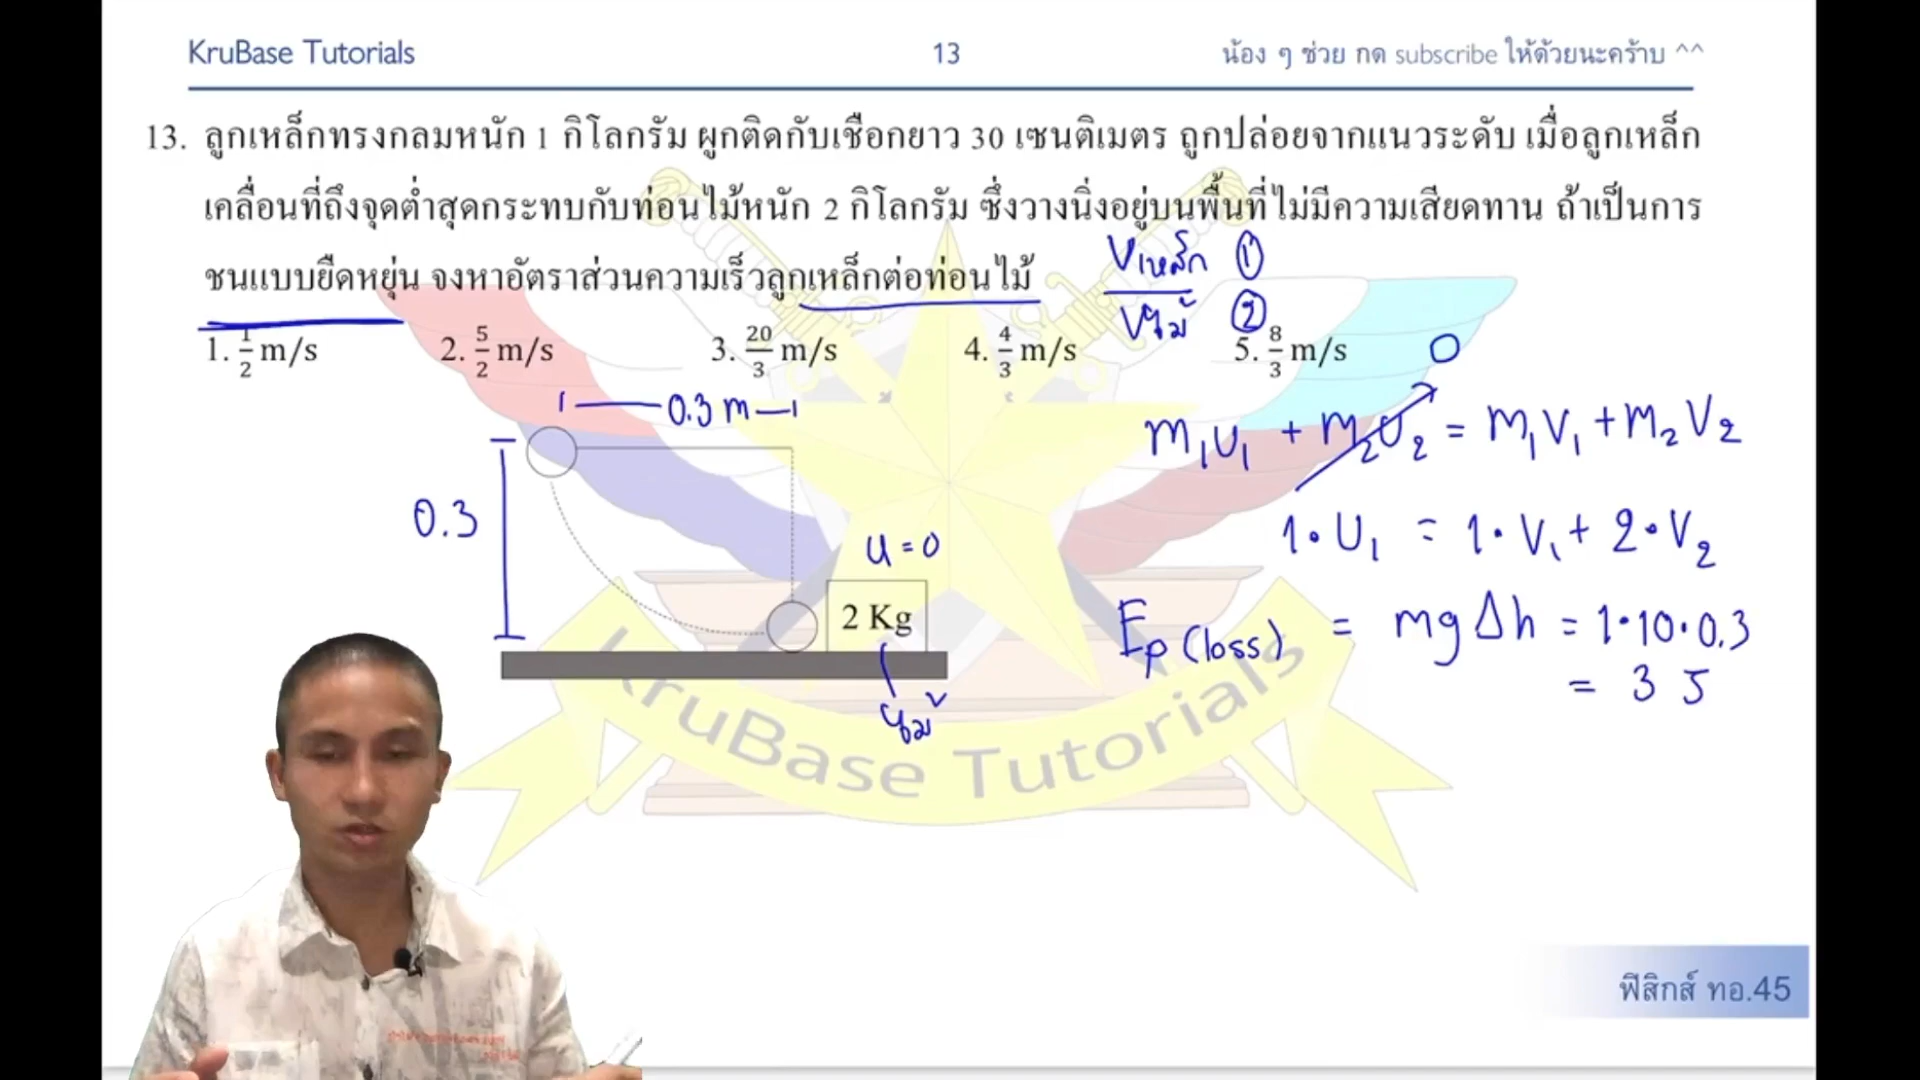 KruBase Tutorials 13 น้อง ๆ ช่วย กด subscribe ให้ด้วยนะคร้าบ ^^
13. ลูกเหล็กทรงกลมหนัก 1 กิโลกรัม ผูกติดกับเชือกยาว 30 เซนติเมตร ถูกปล่อยจากแนวระดับ เมื่อลูกเหล็ก
เคลื่อนที่ถึงจุดต่ำสุดกระทบกับท่อนไม้หนัก 2 กิโลกรัม ซึ่งวางนิ่งอยู่บนพื้นที่ไม่มีความเสียดทาน ถ้าเป็นการ
ชนแบบยืดหยุ่น จงหาอัตราส่วนความเร็วลูกเหล็กต่อท่อนไม้
Vเหล็ก ①
Vไม้ ②
1. 1/2 m/s 2. 5/2 m/s 3. 20/3 m/s 4. 4/3 m/s 5. 8/3 m/s
0
0.3 m
m₁U₁ + m₂U₂ = m₁V₁ + m₂V₂
0.3
U = 0
1·U₁ = 1·V₁ + 2·V₂
2 Kg
Ep (loss) = mgΔh = 1·10·0.3
= 3 J
ไม้
KruBase Tutorials
ฟิสิกส์ ทอ.45